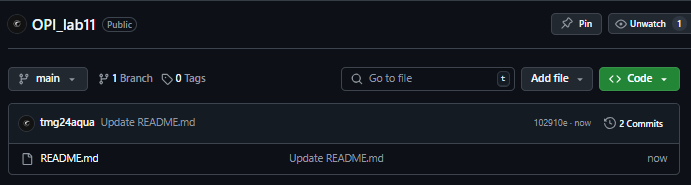 OPI_lab11 Public Pin Unwatch 1
main 1 Branch 0 Tags Go to file t Add file Code
tmg24aqua Update README.md 102910e · now 2 Commits
README.md Update README.md now